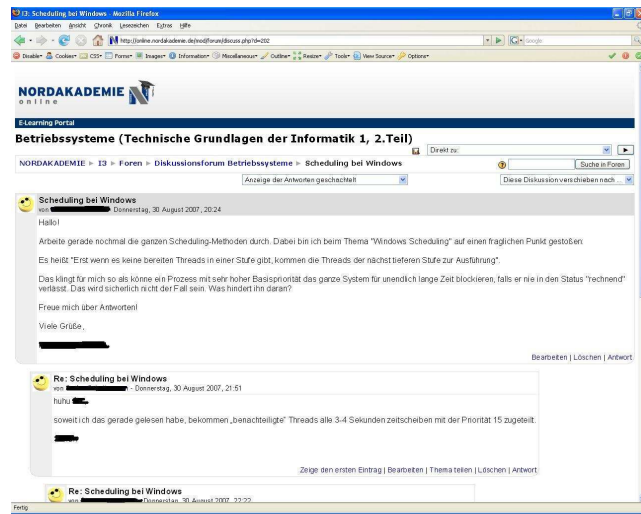 I3: Scheduling bei Windows - Mozilla Firefox
Datei Bearbeiten Ansicht Chronik Lesezeichen Extras Hilfe
http://online.nordakademie.de/mod/forum/discuss.php?d=202
Google
Disable Cookies CSS Forms Images Information Miscellaneous Outline Resize Tools View Source Options
NORDAKADEMIE
online
E-Learning Portal
Betriebssysteme (Technische Grundlagen der Informatik 1, 2.Teil)
Direkt zu:
NORDAKADEMIE ► I3 ► Foren ► Diskussionsforum Betriebssysteme ► Scheduling bei Windows
Suche in Foren
Anzeige der Antworten geschachtelt
Diese Diskussion verschieben nach ...
Scheduling bei Windows
von - Donnerstag, 30 August 2007, 20:24
Hallo!
Arbeite gerade nochmal die ganzen Scheduling-Methoden durch. Dabei bin ich beim Thema "Windows Scheduling" auf einen fraglichen Punkt gestoßen:
Es heißt "Erst wenn es keine bereiten Threads in einer Stufe gibt, kommen die Threads der nächst tieferen Stufe zur Ausführung".
Das klingt für mich so als könne ein Prozess mit sehr hoher Basispriorität das ganze System für unendlich lange Zeit blockieren, falls er nie in den Status "rechnend"
verlässt. Das wird sicherlich nicht der Fall sein. Was hindert ihn daran?
Freue mich über Antworten!
Viele Grüße,
Bearbeiten | Löschen | Antwort
Re: Scheduling bei Windows
von - Donnerstag, 30 August 2007, 21:51
huhu
soweit ich das gerade gelesen habe, bekommen „benachteiligte" Threads alle 3-4 Sekunden zeitscheiben mit der Priorität 15 zugeteilt.
Zeige den ersten Eintrag | Bearbeiten | Thema teilen | Löschen | Antwort
Re: Scheduling bei Windows
von - Donnerstag, 30 August 2007, 22:22
Fertig